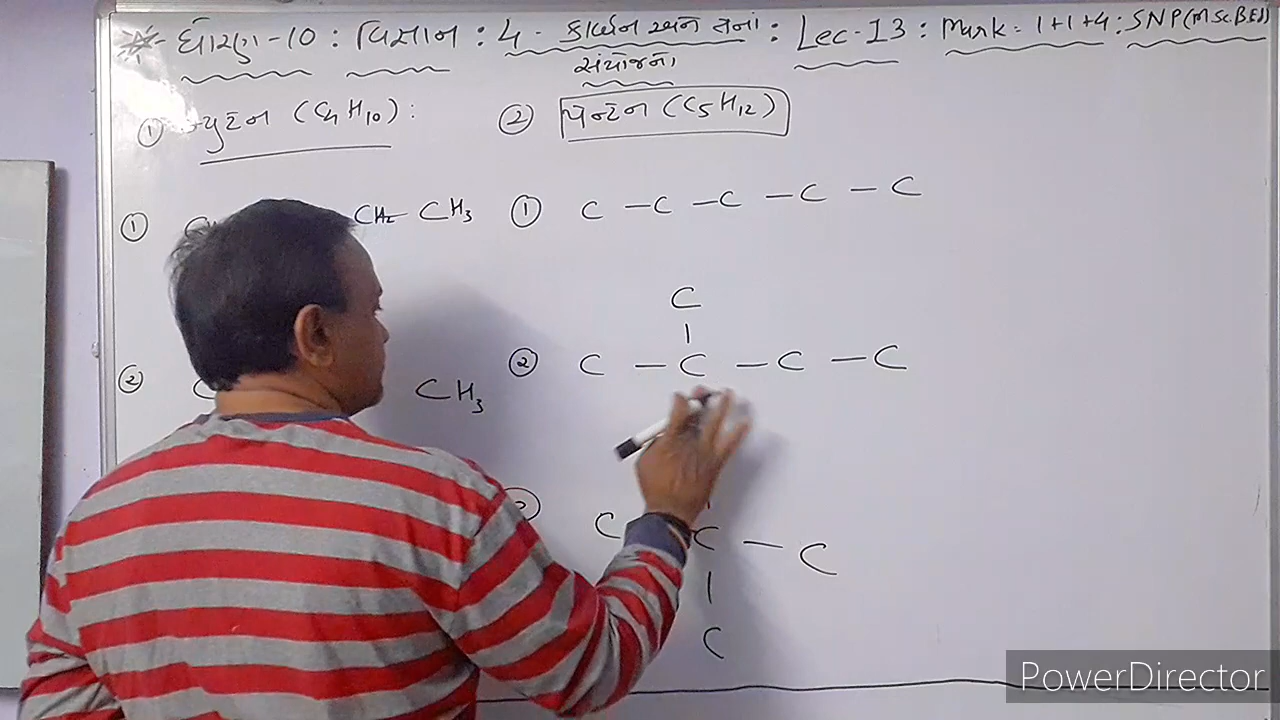 ધોરણ-10 : વિજ્ઞાન : 4 - કાર્બન અને તેનાં : Lec-13 : Mark = 1+1+4 : SNP(M.Sc.B.Ed)
સંયોજનો
① બ્યુટેન (C4H10) :
② પેન્ટેન (C5H12)
① CH2 - CH3
① C - C - C - C - C
② CH3
② C - C - C - C
C
C C - C
C
PowerDirector